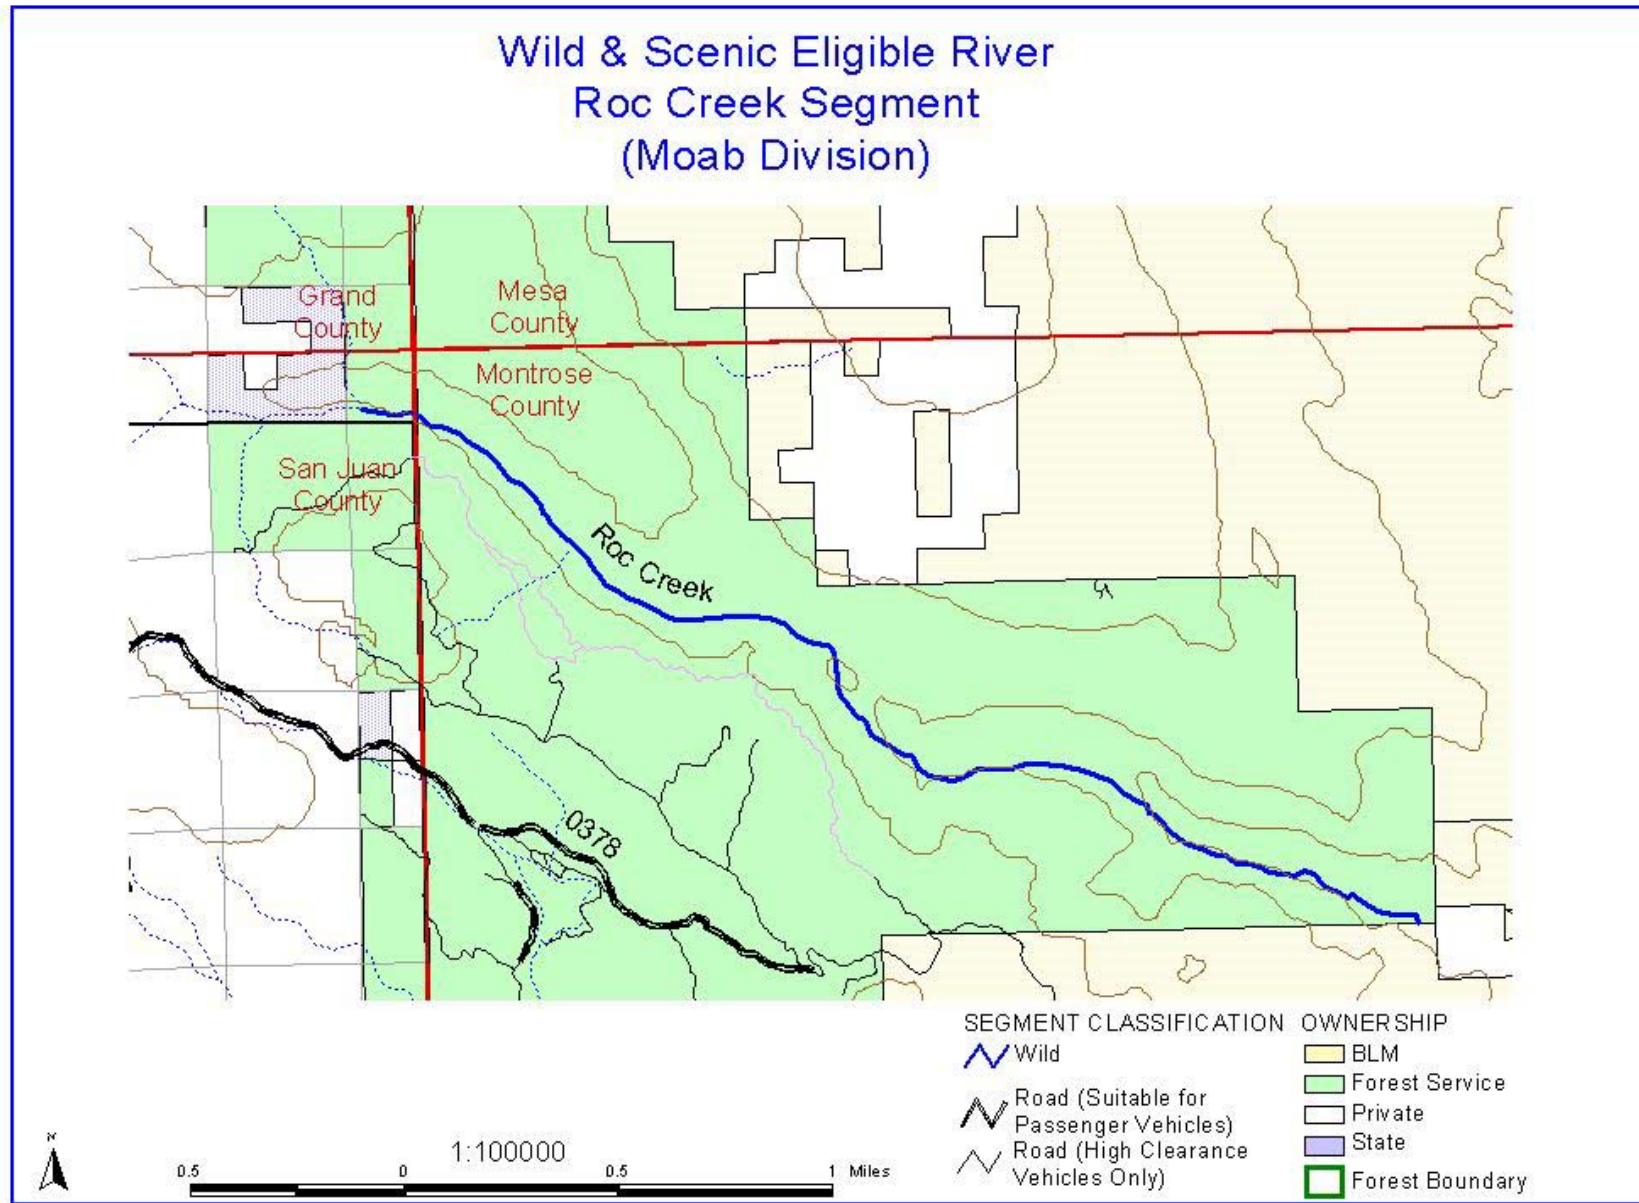 Wild & Scenic Eligible River
Roc Creek Segment
(Moab Division)
Grand
County
Mesa
County
Montrose
County
San Juan
County
Roc Creek
0378
SEGMENT CLASSIFICATION
Wild
Road (Suitable for
Passenger Vehicles)
Road (High Clearance
Vehicles Only)
OWNERSHIP
BLM
Forest Service
Private
State
Forest Boundary
N
1:100000
0.5 0 0.5 1 Miles